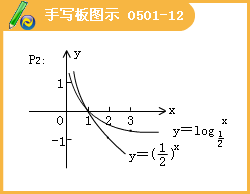 手写板图示 0501-12
P2:
y
1
0 1 2 3 x
-1
y=log_{1/2}^x
y=(1/2)^x